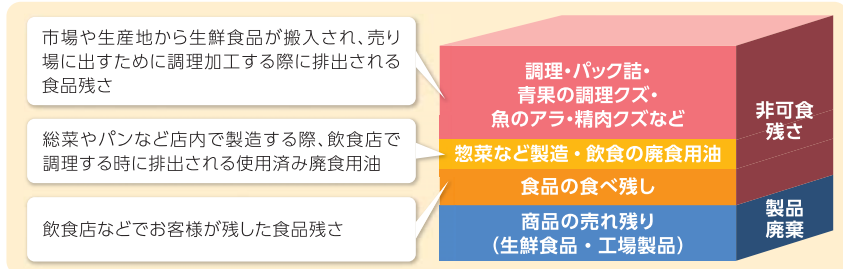 市場や生産地から生鮮食品が搬入され、売り
場に出すために調理加工する際に排出される
食品残さ
総菜やパンなど店内で製造する際、飲食店で
調理する時に排出される使用済み廃食用油
飲食店などでお客様が残した食品残さ
調理・パック詰・
青果の調理クズ・
魚のアラ・精肉クズなど
惣菜など製造・飲食の廃食用油
食品の食べ残し
商品の売れ残り
(生鮮食品・工場製品)
非可食
残さ
製品
廃棄